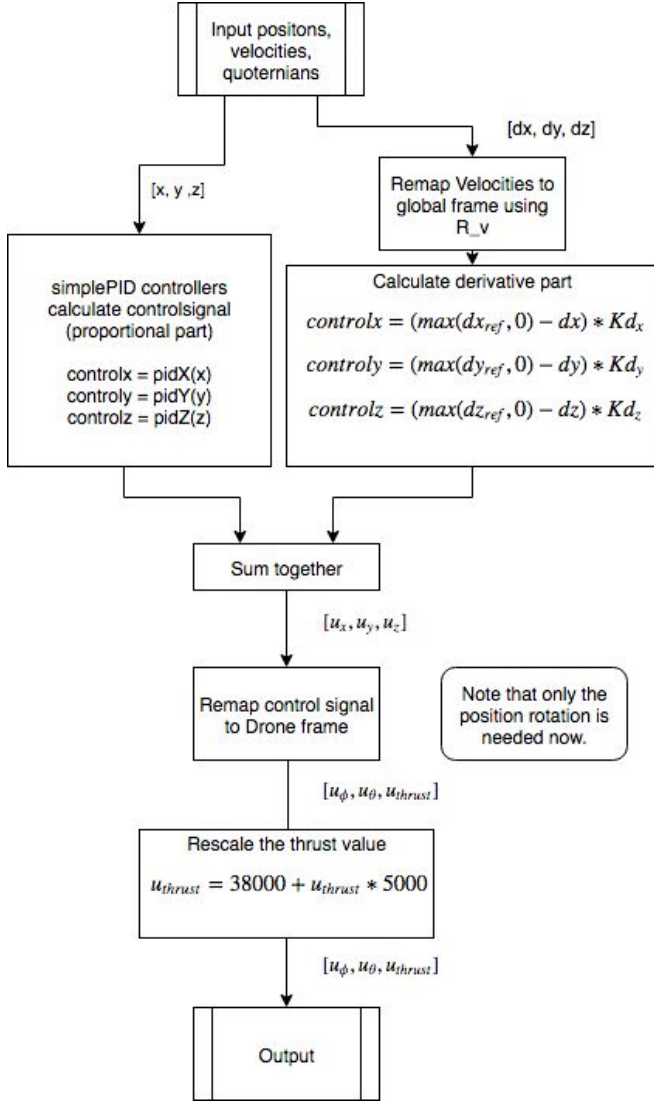 Input positons,
velocities,
quoternians
[dx, dy, dz]
[x, y ,z]
Remap Velocities to
global frame using
R_v
simplePID controllers
calculate controlsignal
(proportional part)
controlx = pidX(x)
controly = pidY(y)
controlz = pidZ(z)
Calculate derivative part
controlx = (max(dx_ref, 0) − dx) * Kd_x
controly = (max(dy_ref, 0) − dy) * Kd_y
controlz = (max(dz_ref, 0) − dz) * Kd_z
Sum together
[u_x, u_y, u_z]
Remap control signal
to Drone frame
Note that only the
position rotation is
needed now.
[u_ϕ, u_θ, u_thrust]
Rescale the thrust value
u_thrust = 38000 + u_thrust * 5000
[u_ϕ, u_θ, u_thrust]
Output